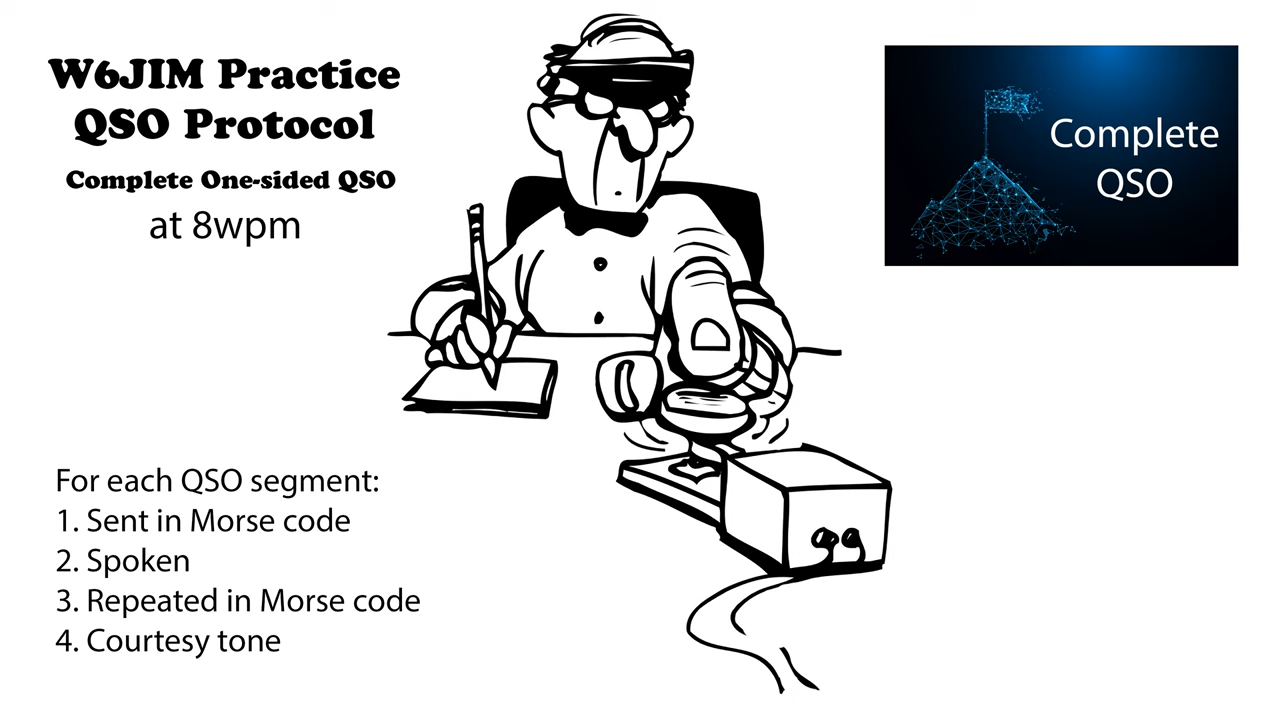 W6JIM Practice
QSO Protocol
Complete One-sided QSO
at 8wpm
Complete
QSO
For each QSO segment:
1. Sent in Morse code
2. Spoken
3. Repeated in Morse code
4. Courtesy tone